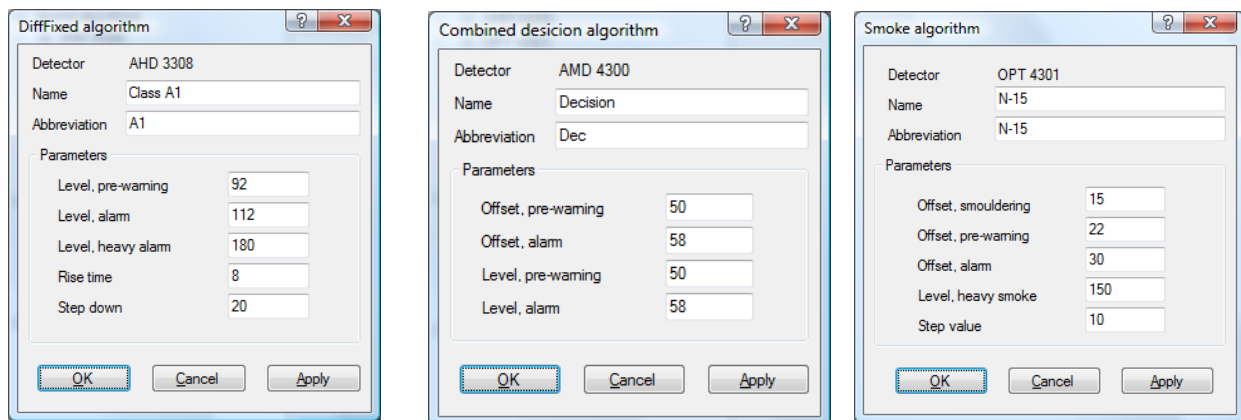 DiffFixed algorithm
Detector AHD 3308
Name Class A1
Abbreviation A1
Parameters
Level, pre-warning 92
Level, alarm 112
Level, heavy alarm 180
Rise time 8
Step down 20
OK Cancel Apply
Combined desicion algorithm
Detector AMD 4300
Name Decision
Abbreviation Dec
Parameters
Offset, pre-warning 50
Offset, alarm 58
Level, pre-warning 50
Level, alarm 58
OK Cancel Apply
Smoke algorithm
Detector OPT 4301
Name N-15
Abbreviation N-15
Parameters
Offset, smouldering 15
Offset, pre-warning 22
Offset, alarm 30
Level, heavy smoke 150
Step value 10
OK Cancel Apply